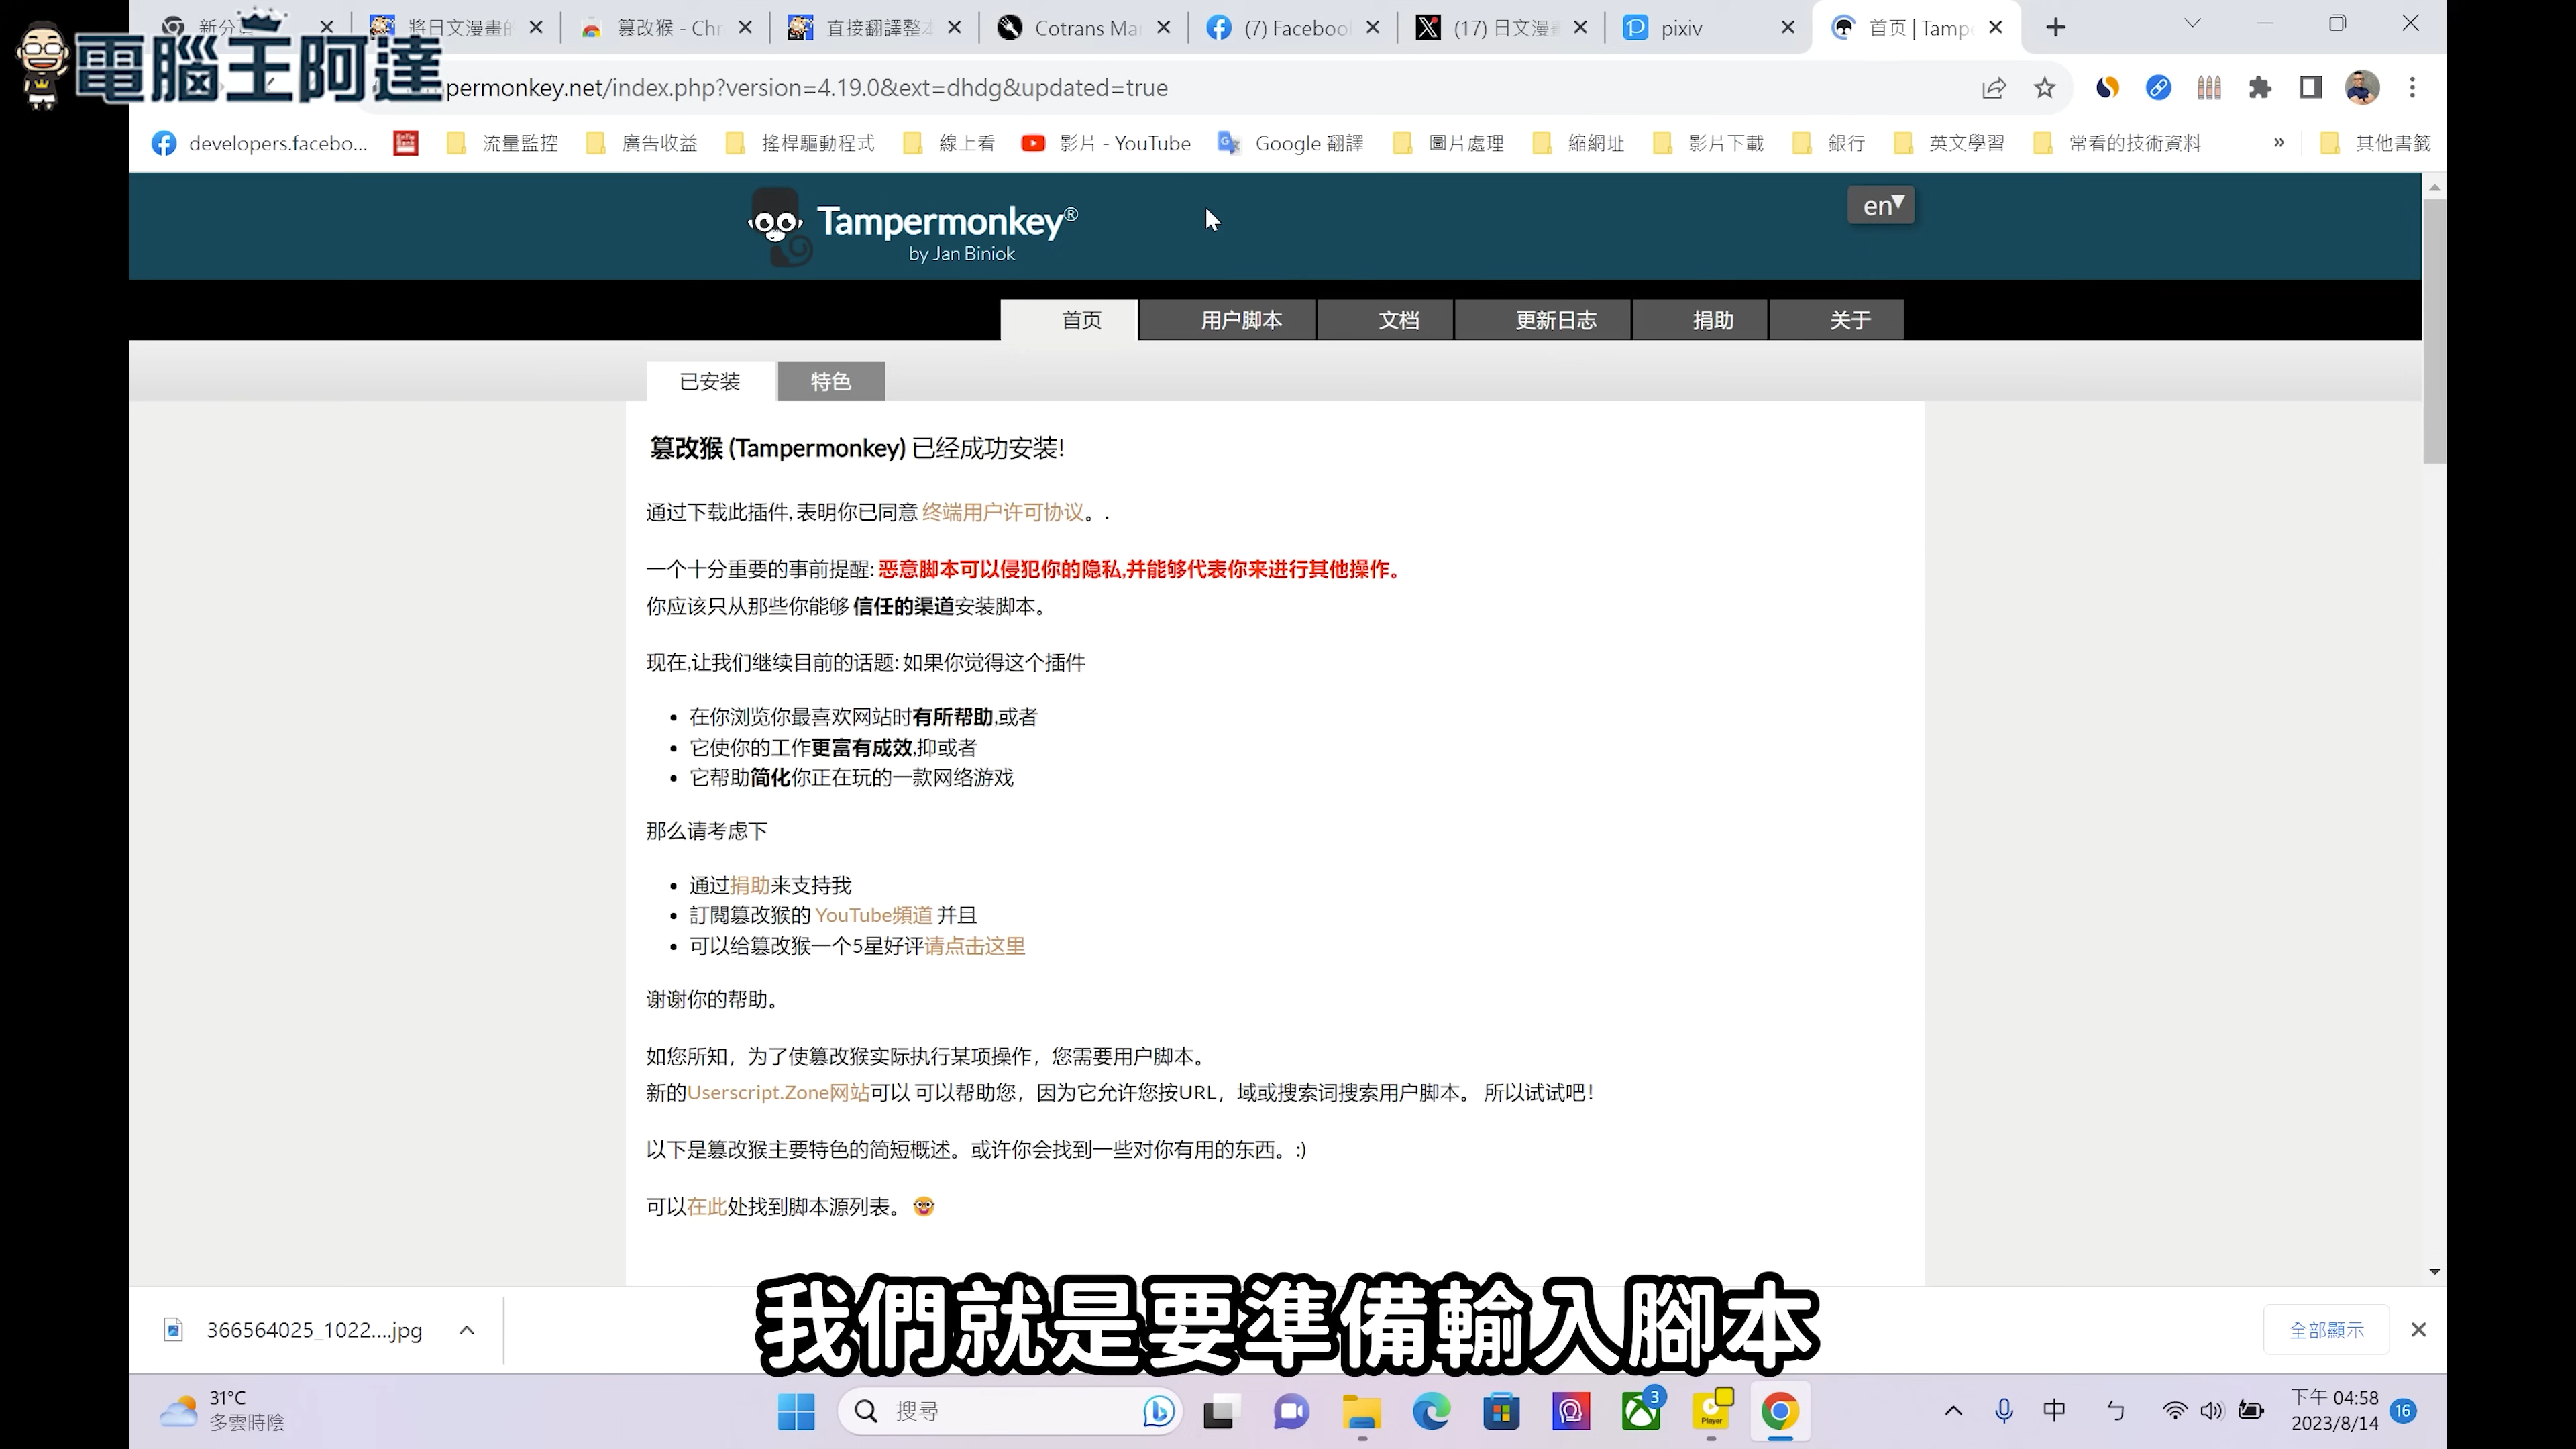 電腦王阿達
新分
將日文漫畫的
篡改猴 - Chr
直接翻譯整本
Cotrans Man
(7) Facebook
(17) 日文漫畫
pixiv
首页 | Tampe
permonkey.net/index.php?version=4.19.0&ext=dhdg&updated=true
developers.facebo...
流量監控
廣告收益
搖桿驅動程式
線上看
影片 - YouTube
Google 翻譯
圖片處理
縮網址
影片下載
銀行
英文學習
常看的技術資料
»
其他書籤
Tampermonkey®
by Jan Biniok
en▼
首页
用户脚本
文档
更新日志
捐助
关于
已安装
特色
篡改猴 (Tampermonkey) 已经成功安装!
通过下载此插件, 表明你已同意 终端用户许可协议。.
一个十分重要的事前提醒: 恶意脚本可以侵犯你的隐私,并能够代表你来进行其他操作。
你应该只从那些你能够 信任的渠道安装脚本。
现在,让我们继续目前的话题: 如果你觉得这个插件
• 在你浏览你最喜欢网站时有所帮助,或者
• 它使你的工作更富有成效,抑或者
• 它帮助简化你正在玩的一款网络游戏
那么请考虑下
• 通过捐助来支持我
• 訂閱篡改猴的 YouTube頻道 并且
• 可以给篡改猴一个5星好评请点击这里
谢谢你的帮助。
如您所知，为了使篡改猴实际执行某项操作，您需要用户脚本。
新的Userscript.Zone网站可以 可以帮助您，因为它允许您按URL，域或搜索词搜索用户脚本。 所以试试吧！
以下是篡改猴主要特色的简短概述。或许你会找到一些对你有用的东西。:)
可以在此处找到脚本源列表。
366564025_1022....jpg
我們就是要準備輸入腳本
全部顯示
31°C
多雲時陰
搜尋
3
Player
中
ㄅ
下午 04:58
2023/8/14
16